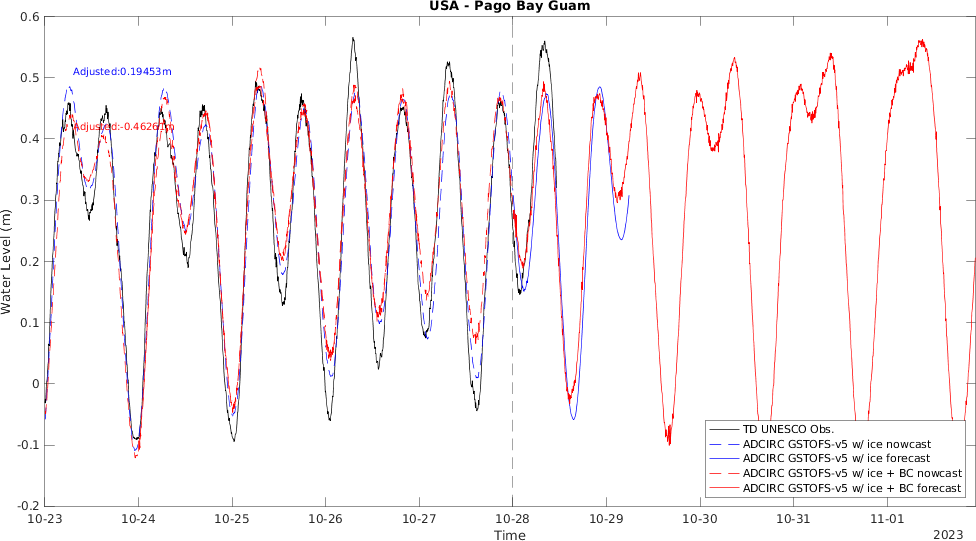 USA - Pago Bay Guam
0.6
0.5
0.4
0.3
0.2
0.1
0
-0.1
-0.2
Water Level (m)
Adjusted:0.19453m
Adjusted:-0.46261m
TD UNESCO Obs.
ADCIRC GSTOFS-v5 w/ ice nowcast
ADCIRC GSTOFS-v5 w/ ice forecast
ADCIRC GSTOFS-v5 w/ ice + BC nowcast
ADCIRC GSTOFS-v5 w/ ice + BC forecast
10-23 10-24 10-25 10-26 10-27 10-28 10-29 10-30 10-31 11-01
Time
2023